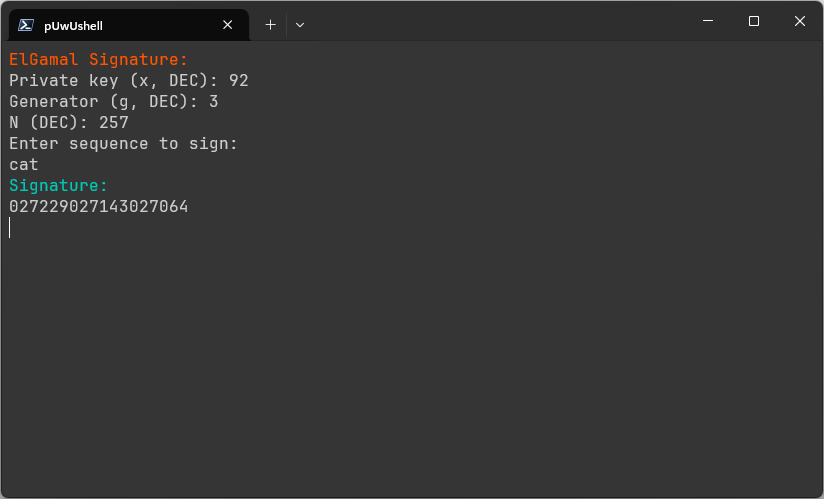 pUwUshell
ElGamal Signature:
Private key (x, DEC): 92
Generator (g, DEC): 3
N (DEC): 257
Enter sequence to sign:
cat
Signature:
027229027143027064